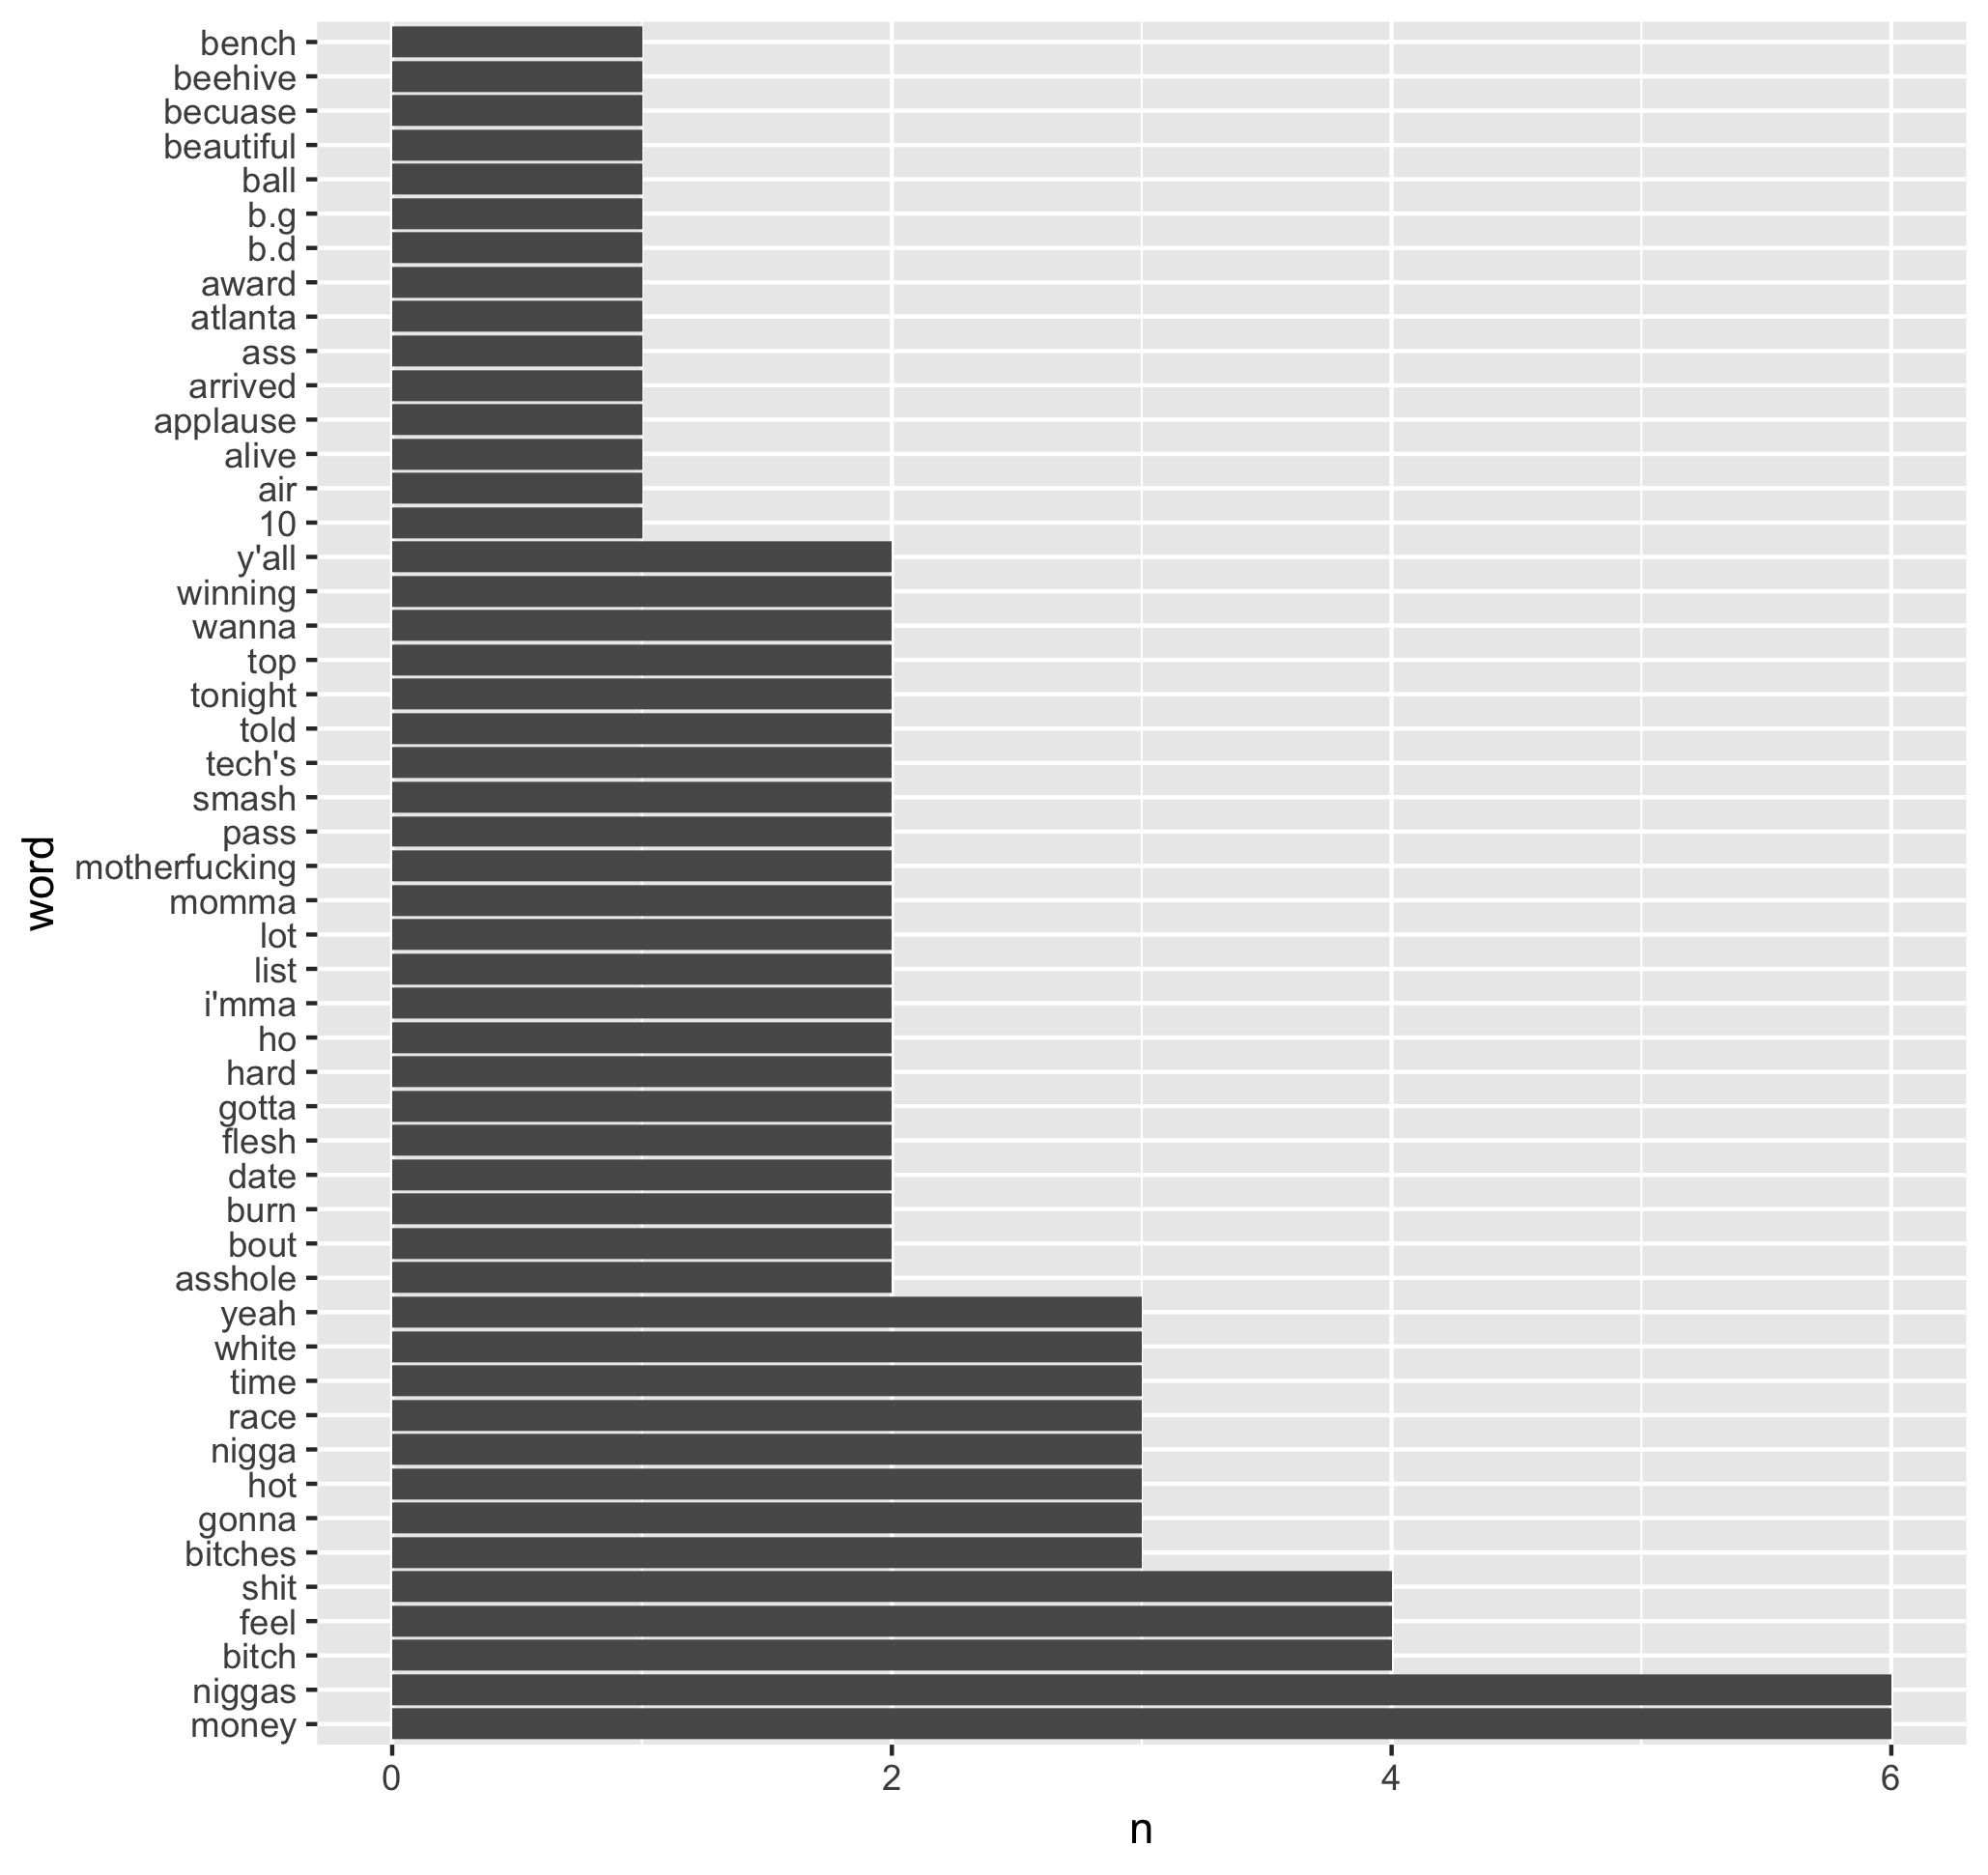 bench
beehive
becuase
beautiful
ball
b.g
b.d
award
atlanta
ass
arrived
applause
alive
air
10
y'all
winning
wanna
top
tonight
told
tech's
smash
pass
motherfucking
momma
lot
list
i'mma
ho
hard
gotta
flesh
date
burn
bout
asshole
yeah
white
time
race
nigga
hot
gonna
bitches
shit
feel
bitch
niggas
money
word
0 2 4 6
n